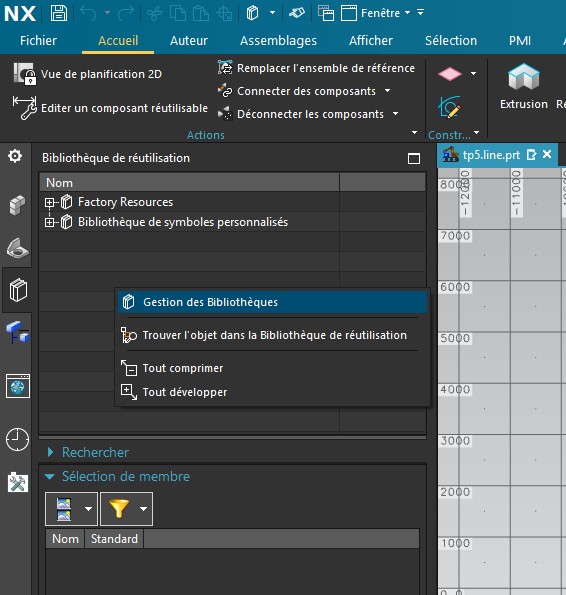 NX Fenêtre
Fichier Accueil Auteur Assemblages Afficher Sélection PMI
Vue de planification 2D
Editer un composant réutilisable
Remplacer l'ensemble de référence
Connecter des composants
Déconnecter les composants
Extrusion Re
Actions Constr...
Bibliothèque de réutilisation
tp5.line.prt
Nom
Factory Resources
Bibliothèque de symboles personnalisés
Gestion des Bibliothèques
Trouver l'objet dans la Bibliothèque de réutilisation
Tout comprimer
Tout développer
Rechercher
Sélection de membre
Nom Standard
-12000
-11000
8000
7000
6000
5000
4000
3000
2000
1000